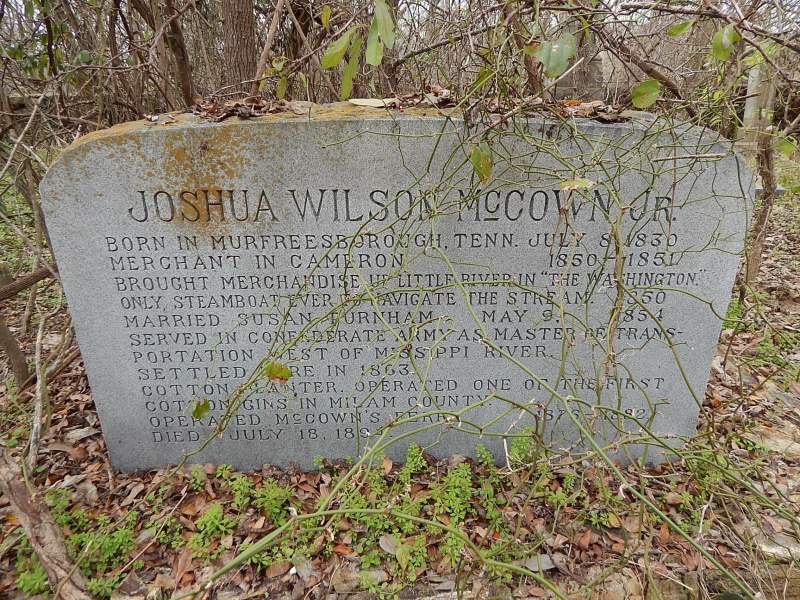 JOSHUA WILSON McCOWN, JR.
BORN IN MURFREESBOROUGH, TENN. JULY 8, 1830
MERCHANT IN CAMERON 1850-1851
BROUGHT MERCHANDISE UP LITTLE RIVER IN "THE WASHINGTON,"
ONLY STEAMBOAT EVER TO NAVIGATE THE STREAM. 1850
MARRIED SUSAN MAY 1854
SERVED IN CONFEDERATE ARMY AS MASTER OF TRANS-
PORTATION WEST OF MISSIPPI RIVER.
SETTLED HERE IN 1863
COTTON PLANTER. OPERATED ONE OF THE FIRST
COTTON GINS IN MILAM COUNTY
OPERATED McCOWN'S FERRY
DIED JULY 18,